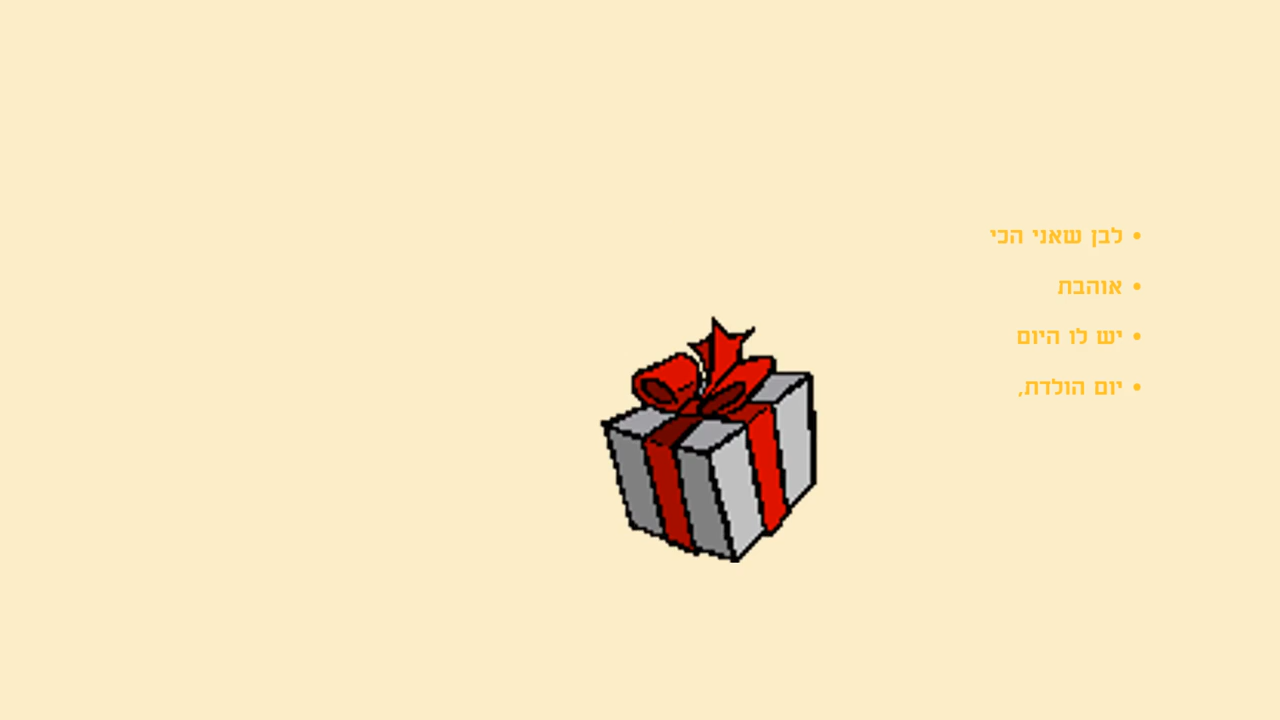 • לבן שאני הכי
• אוהבת
• יש לו היום
• יום הולדת,